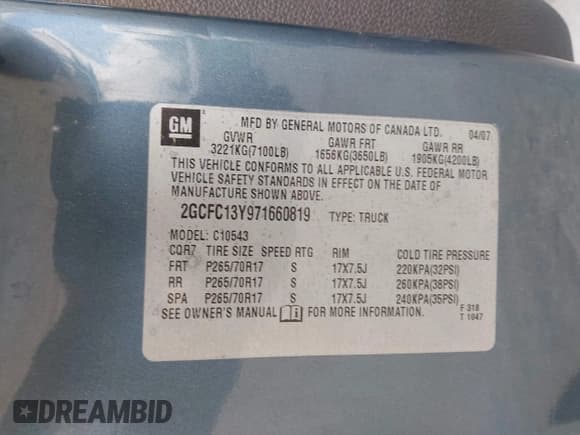 GM
MFD BY GENERAL MOTORS OF CANADA LTD. 04/07
GVWR GAWR FRT GAWR RR
3221KG(7100LB) 1656KG(3650LB) 1905KG(4200LB)
THIS VEHICLE CONFORMS TO ALL APPLICABLE U.S. FEDERAL MOTOR
VEHICLE SAFETY STANDARDS IN EFFECT ON THE DATE OF
MANUFACTURE SHOWN ABOVE.
2GCFC13Y971660819 TYPE: TRUCK
MODEL: C10543
CQR7 TIRE SIZE SPEED RTG RIM COLD TIRE PRESSURE
FRT P265/70R17 S 17X7.5J 220KPA(32PSI)
RR P265/70R17 S 17X7.5J 260KPA(38PSI)
SPA P265/70R17 S 17X7.5J 240KPA(35PSI)
SEE OWNER'S MANUAL FOR MORE INFORMATION. F 318
T 1047
DREAMBID